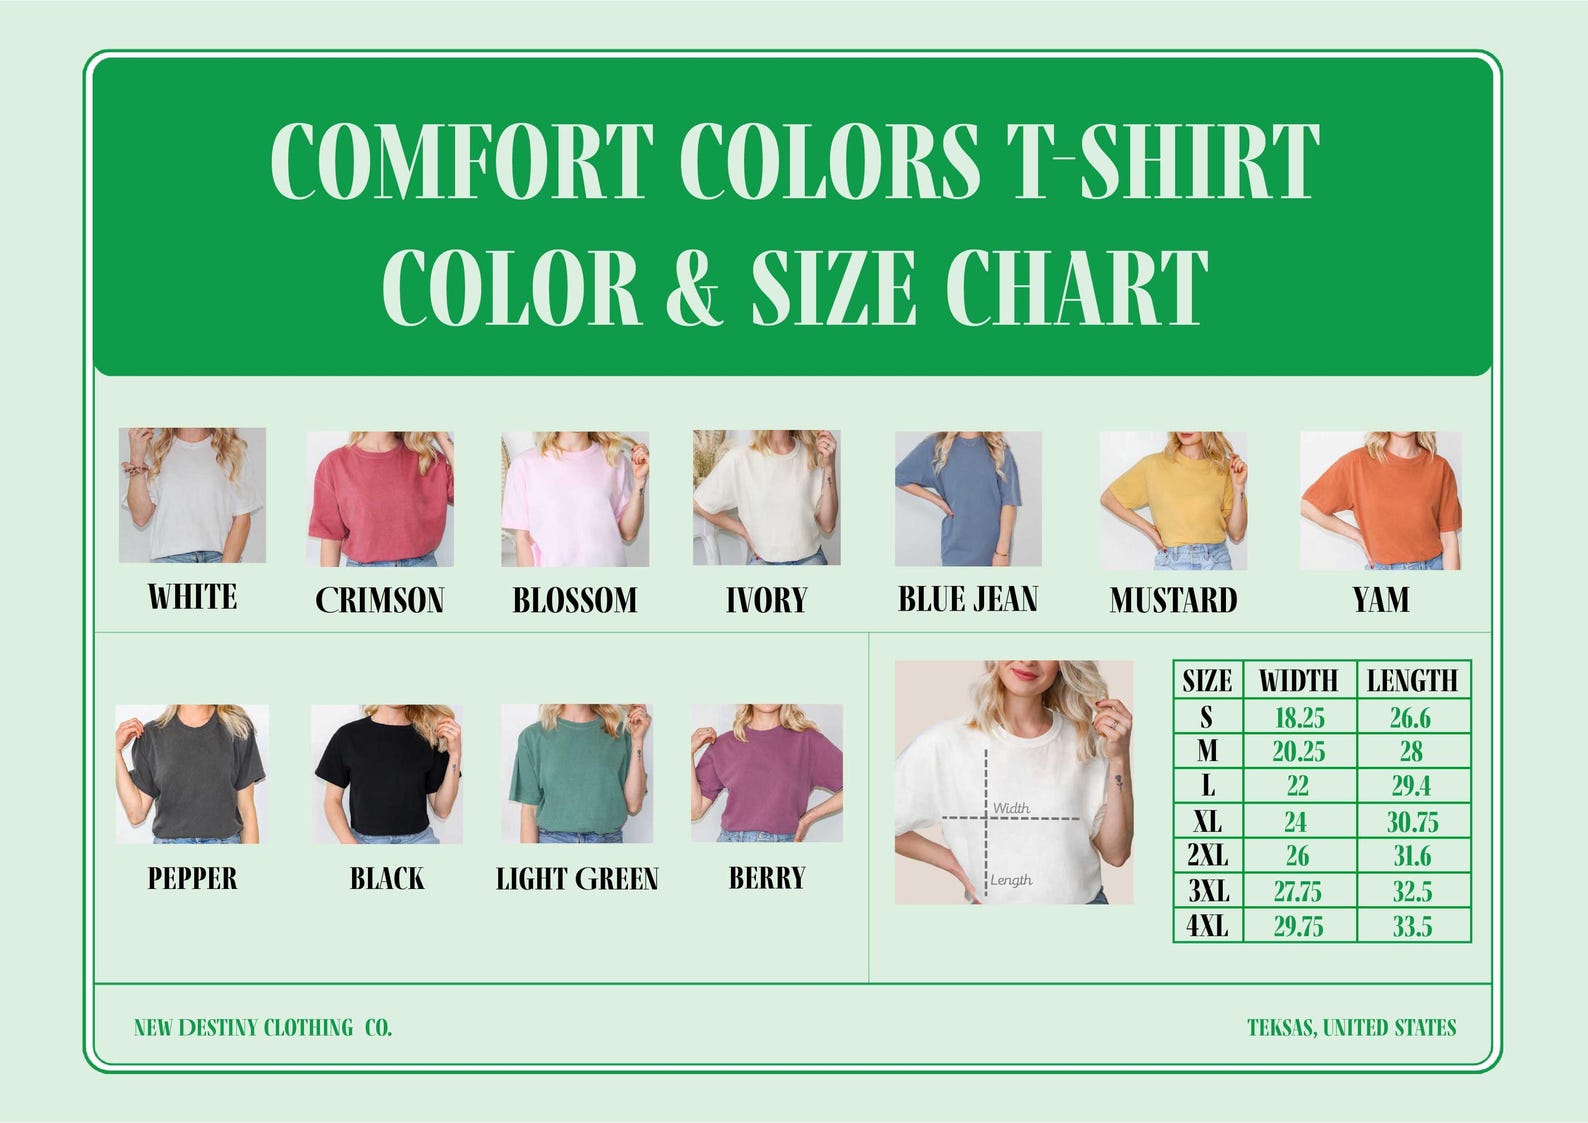 COMFORT COLORS T-SHIRT
COLOR & SIZE CHART
WHITE
CRIMSON
BLOSSOM
IVORY
BLUE JEAN
MUSTARD
YAM
PEPPER
BLACK
LIGHT GREEN
BERRY
Width
Length
SIZE WIDTH LENGTH
S 18.25 26.6
M 20.25 28
L 22 29.4
XL 24 30.75
2XL 26 31.6
3XL 27.75 32.5
4XL 29.75 33.5
NEW DESTINY CLOTHING CO.
TEKSAS, UNITED STATES